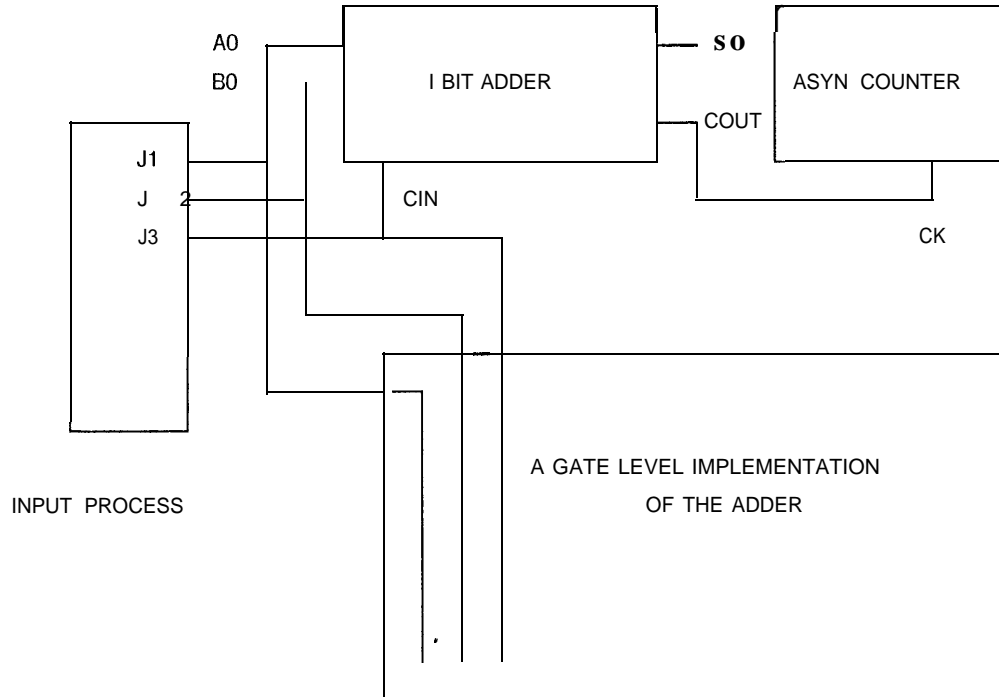 A0
S O
B0
I BIT ADDER
ASYN COUNTER
COUT
J1
J 2
CIN
J3
CK
A GATE LEVEL IMPLEMENTATION
OF THE ADDER
INPUT PROCESS